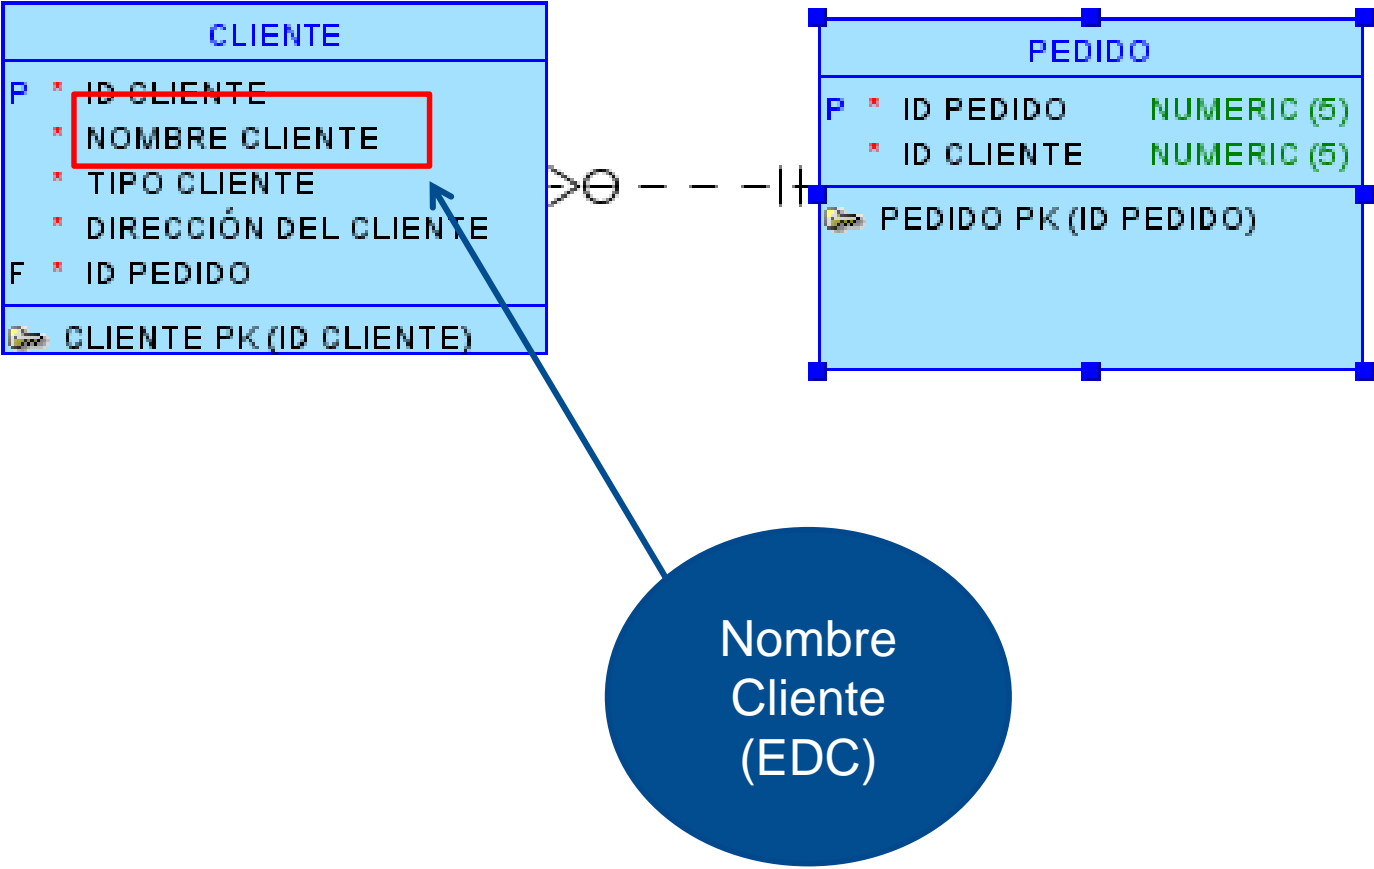 CLIENTE
P * ID CLIENTE
* NOMBRE CLIENTE
* TIPO CLIENTE
* DIRECCIÓN DEL CLIENTE
F * ID PEDIDO
CLIENTE PK (ID CLIENTE)
PEDIDO
P * ID PEDIDO NUMERIC (5)
* ID CLIENTE NUMERIC (5)
PEDIDO PK (ID PEDIDO)
Nombre
Cliente
(EDC)